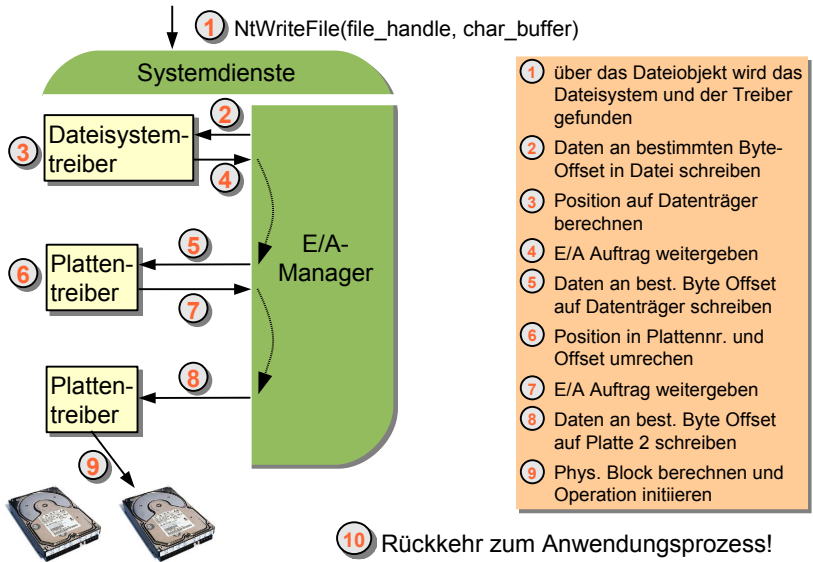 1 NtWriteFile(file_handle, char_buffer)
Systemdienste
2
Dateisystem-
treiber
3
4
E/A-
Manager
5
Platten-
treiber
6
7
Platten-
treiber
8
9
1 über das Dateiobjekt wird das
Dateisystem und der Treiber
gefunden
2 Daten an bestimmten Byte-
Offset in Datei schreiben
3 Position auf Datenträger
berechnen
4 E/A Auftrag weitergeben
5 Daten an best. Byte Offset
auf Datenträger schreiben
6 Position in Plattennr. und
Offset umrechen
7 E/A Auftrag weitergeben
8 Daten an best. Byte Offset
auf Platte 2 schreiben
9 Phys. Block berechnen und
Operation initiieren
10 Rückkehr zum Anwendungsprozess!